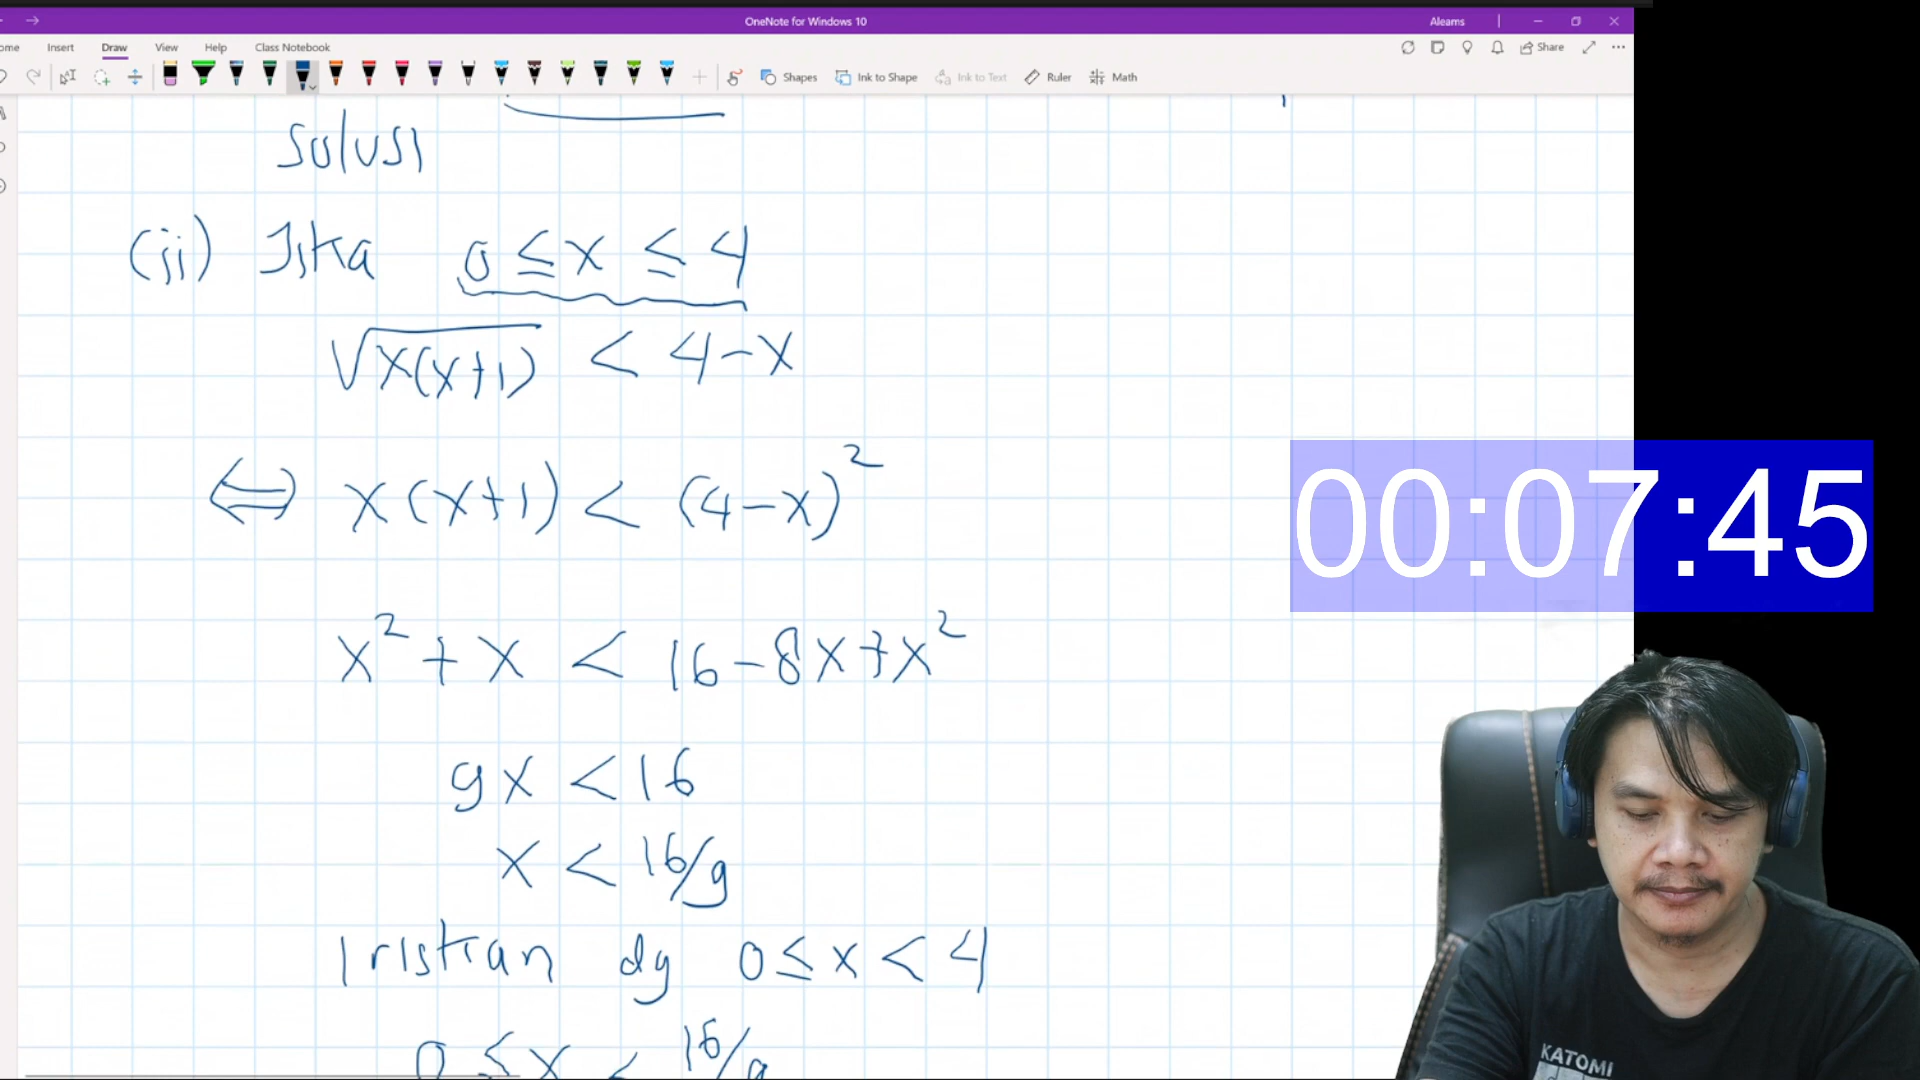 OneNote for Windows 10
Aleams
ome Insert Draw View Help Class Notebook
Share
Shapes Ink to Shape Ink to Text Ruler Math
solusi
(ii) Jika 0 ≤ x ≤ 4
√x(x+1) < 4-x
⇔ x(x+1) < (4-x)²
x² + x < 16-8x+x²
9x < 16
x < 16/9
Iristkan dg 0 ≤ x < 4
0 ≤ x < 16/9
00:07:45
KATOMI